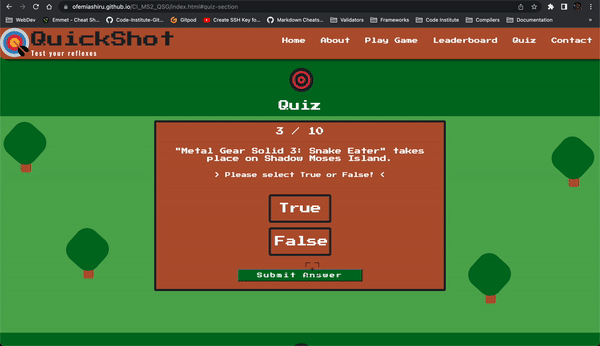 ofemiashiru.github.io/CI_MS2_QSG/index.html#quiz-section
WebDev
Emmet - Cheat Sh...
Code-Institute-Git...
Gitpod
Create SSH Key fo...
Markdown Cheats...
Validators
Frameworks
Code Institute
Compilers
Documentation
QuickShot
Test your reflexes
Home
About
Play Game
Leaderboard
Quiz
Contact
Quiz
3 / 10
"Metal Gear Solid 3: Snake Eater" takes
place on Shadow Moses Island.
> Please select True or False! <
True
False
Submit Answer